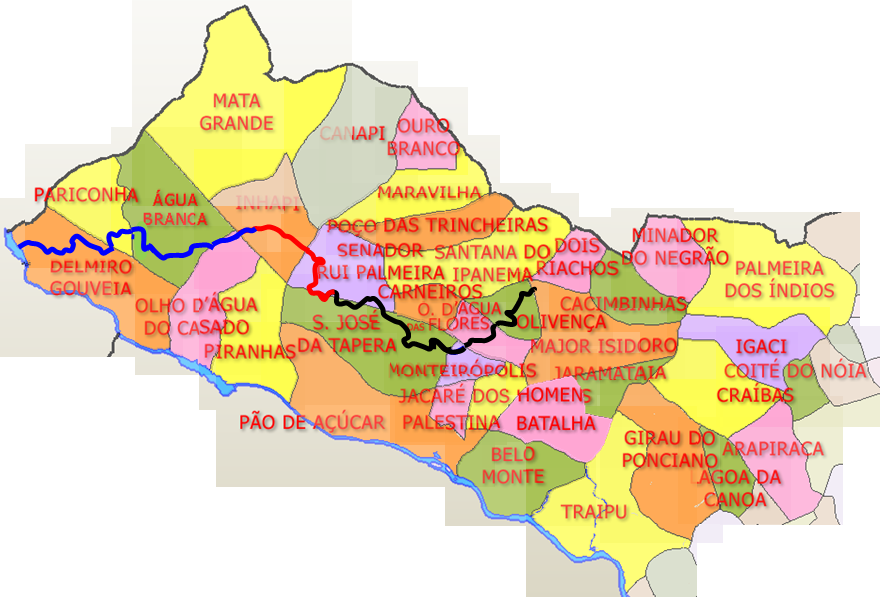 MATA
GRANDE
CANAPI
OURO
BRANCO
PARICONHA
ÁGUA
BRANCA
INHAPI
MARAVILHA
POÇO DAS TRINCHEIRAS
SENADOR
RUI PALMEIRA
SANTANA DO
IPANEMA
DOIS
RIACHOS
MINADOR
DO NEGRÃO
PALMEIRA
DOS ÍNDIOS
DELMIRO
GOUVEIA
OLHO D'ÁGUA
DO CASADO
PIRANHAS
CARNEIROS
O. D'ÁGUA
DAS FLORES
OLIVENÇA
CACIMBINHAS
S. JOSÉ
DA TAPERA
MAJOR ISIDORO
IGACI
MONTEIRÓPOLIS
JARAMATAIA
COITÉ DO NÓIA
JACARÉ DOS HOMENS
CRAÍBAS
PÃO DE AÇÚCAR
PALESTINA
BATALHA
GIRAU DO
PONCIANO
ARAPIRACA
BELO
MONTE
LAGOA DA
CANOA
TRAIPU